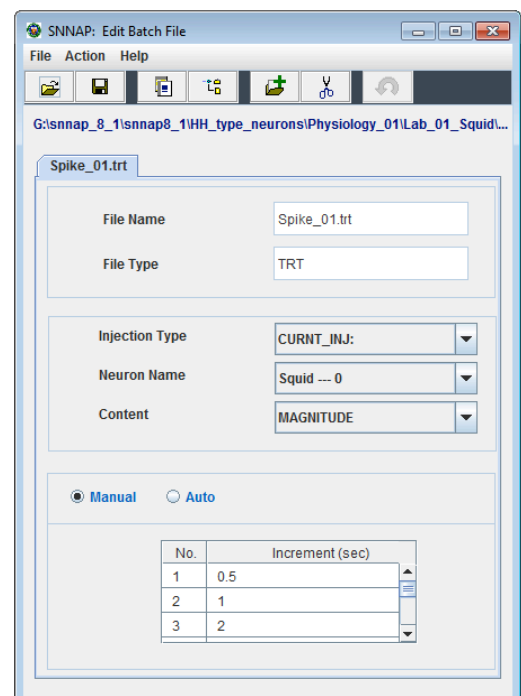 SNNAP: Edit Batch File
File Action Help
G:\snnap_8_1\snnap8_1\HH_type_neurons\Physiology_01\Lab_01_Squid\...
Spike_01.trt
File Name Spike_01.trt
File Type TRT
Injection Type CURNT_INJ:
Neuron Name Squid --- 0
Content MAGNITUDE
Manual Auto
No. Increment (sec)
1 0.5
2 1
3 2